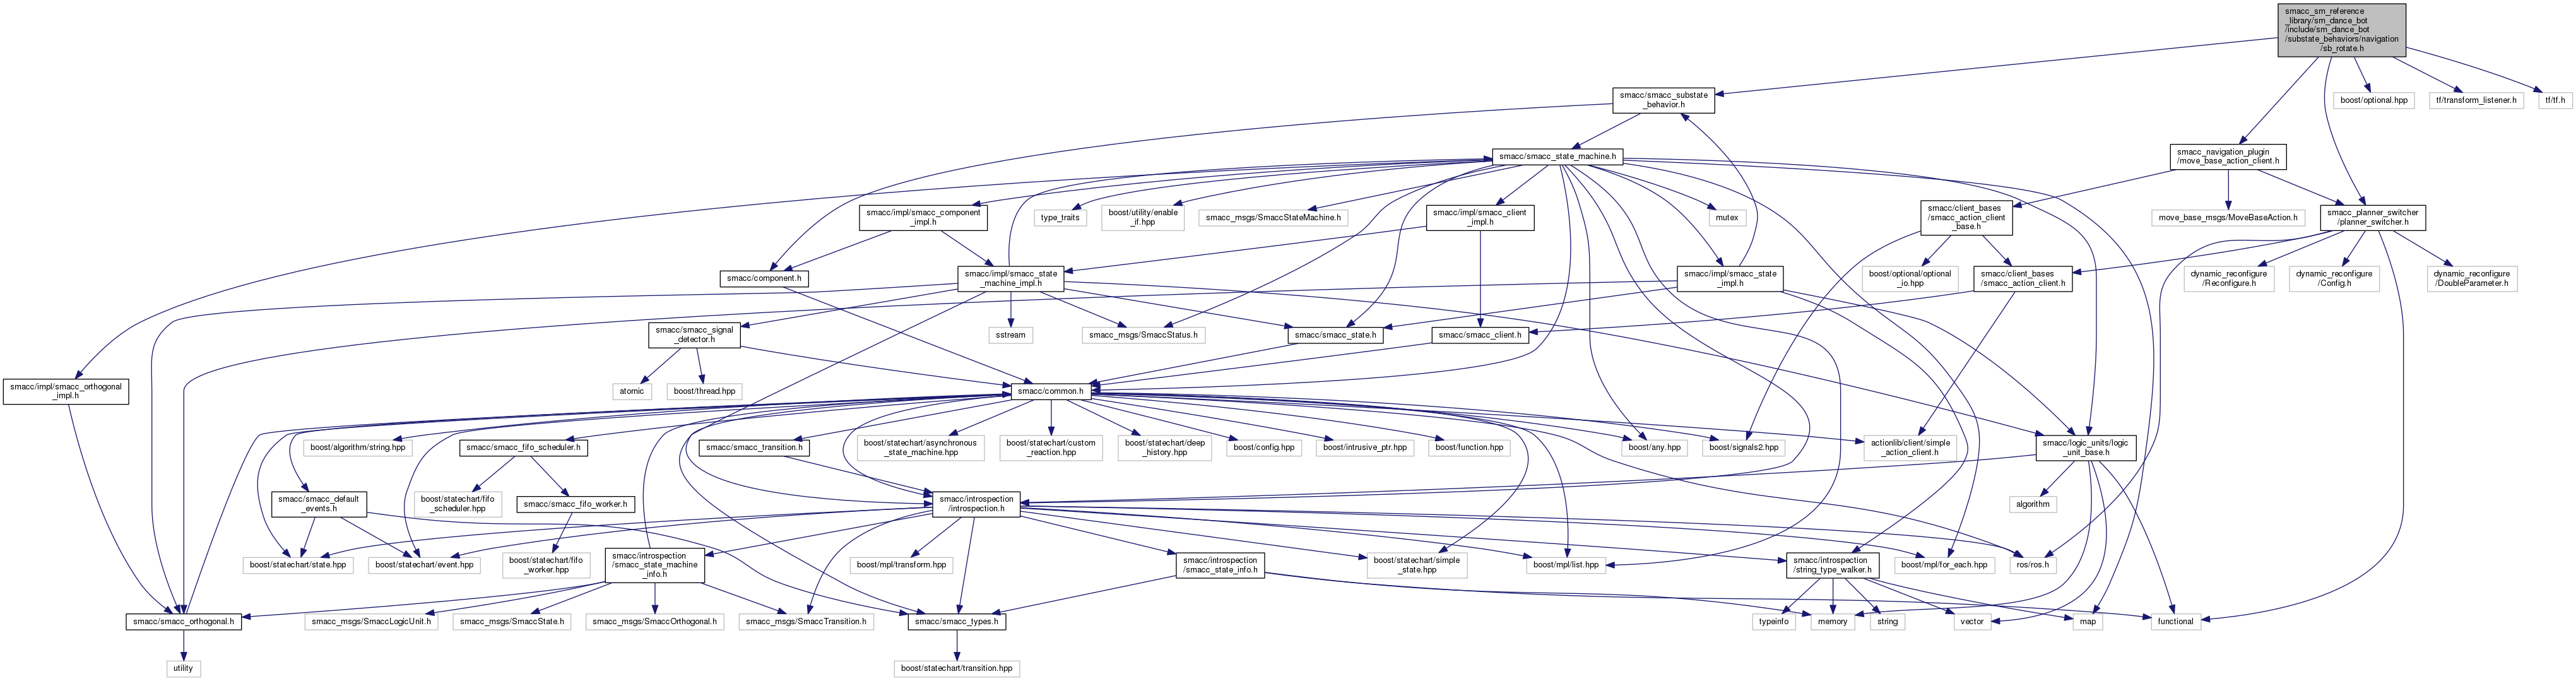 smacc_sm_reference
_library/sm_dance_bot
/include/sm_dance_bot
/substate_behaviors/navigation
/sb_rotate.h
smacc/smacc_substate
_behavior.h
boost/optional.hpp
tf/transform_listener.h
tf/tf.h
smacc/smacc_state_machine.h
smacc_navigation_plugin
/move_base_action_client.h
smacc/impl/smacc_component
_impl.h
type_traits
boost/utility/enable
_if.hpp
smacc_msgs/SmaccStateMachine.h
smacc/impl/smacc_client
_impl.h
mutex
smacc/client_bases
/smacc_action_client
_base.h
move_base_msgs/MoveBaseAction.h
smacc_planner_switcher
/planner_switcher.h
smacc/component.h
smacc/impl/smacc_state
_machine_impl.h
smacc/impl/smacc_state
_impl.h
boost/optional/optional
_io.hpp
smacc/client_bases
/smacc_action_client.h
dynamic_reconfigure
/Reconfigure.h
dynamic_reconfigure
/Config.h
dynamic_reconfigure
/DoubleParameter.h
smacc/smacc_signal
_detector.h
sstream
smacc_msgs/SmaccStatus.h
smacc/smacc_state.h
smacc/smacc_client.h
smacc/impl/smacc_orthogonal
_impl.h
atomic
boost/thread.hpp
smacc/common.h
boost/algorithm/string.hpp
smacc/smacc_fifo_scheduler.h
smacc/smacc_transition.h
boost/statechart/asynchronous
_state_machine.hpp
boost/statechart/custom
_reaction.hpp
boost/statechart/deep
_history.hpp
boost/config.hpp
boost/intrusive_ptr.hpp
boost/function.hpp
boost/any.hpp
boost/signals2.hpp
actionlib/client/simple
_action_client.h
smacc/logic_units/logic
_unit_base.h
smacc/smacc_default
_events.h
boost/statechart/fifo
_scheduler.hpp
smacc/smacc_fifo_worker.h
smacc/introspection
/introspection.h
algorithm
boost/statechart/state.hpp
boost/statechart/event.hpp
boost/statechart/fifo
_worker.hpp
smacc/introspection
/smacc_state_machine
_info.h
boost/mpl/transform.hpp
smacc/introspection
/smacc_state_info.h
boost/statechart/simple
_state.hpp
boost/mpl/list.hpp
smacc/introspection
/string_type_walker.h
boost/mpl/for_each.hpp
ros/ros.h
smacc/smacc_orthogonal.h
smacc_msgs/SmaccLogicUnit.h
smacc_msgs/SmaccState.h
smacc_msgs/SmaccOrthogonal.h
smacc_msgs/SmaccTransition.h
smacc/smacc_types.h
typeinfo
memory
string
vector
map
functional
utility
boost/statechart/transition.hpp